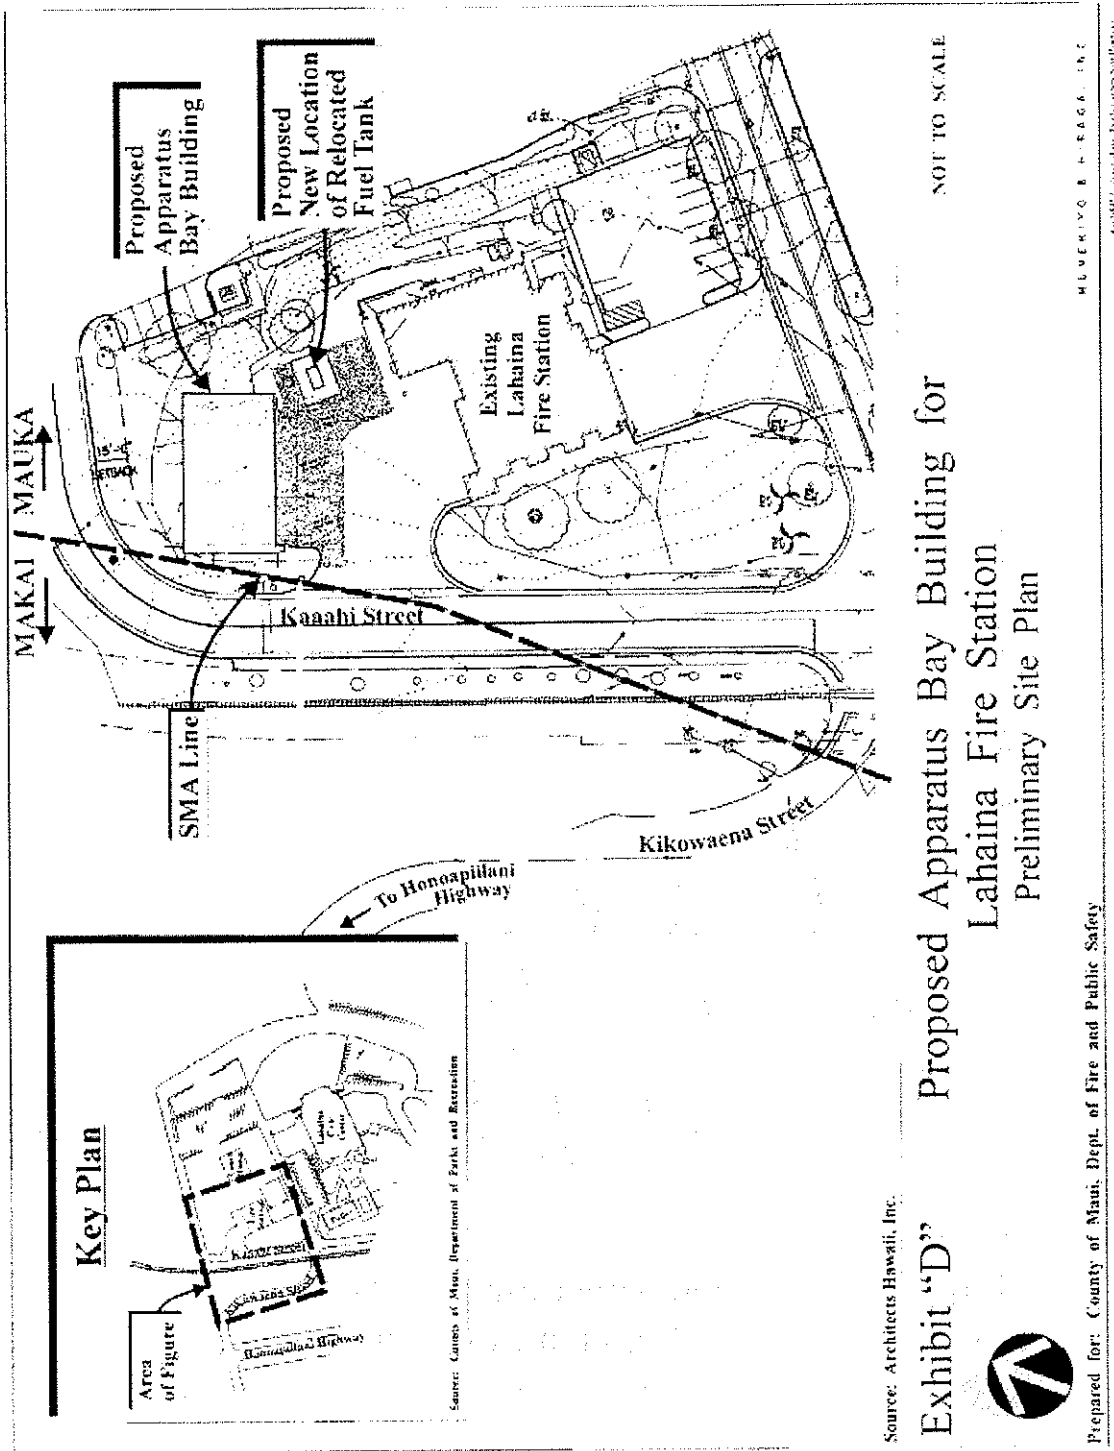 Key Plan
Area
of Figure
Kaaahi Street
Honoapiilani Highway
Lahaina
Civic
Center
Source: County of Maui, Department of Parks and Recreation
MAKAI
MAUKA
SMA Line
Proposed
Apparatus
Bay Building
Proposed
New Location
of Relocated
Fuel Tank
15'-0"
SETBACK
Existing
Lahaina
Fire Station
Kaaahi Street
Kikowaena Street
To Honoapiilani
Highway
Source: Architects Hawaii, Inc.
Exhibit “D”
Proposed Apparatus Bay Building for
Lahaina Fire Station
Preliminary Site Plan
NOT TO SCALE
Prepared for: County of Maui, Dept. of Fire and Public Safety